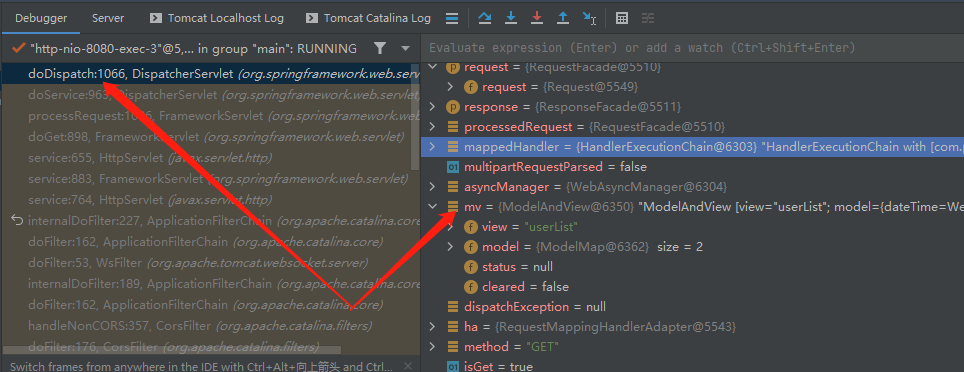 Debugger
Server
Tomcat Localhost Log
Tomcat Catalina Log
"http-nio-8080-exec-3"@5,... in group "main": RUNNING
doDispatch:1066, DispatcherServlet (org.springframework.web.serv
doService:963, DispatcherServlet (org.springframework.web.servlet)
processRequest:1006, FrameworkServlet (org.springframework.web.s
doGet:898, FrameworkServlet (org.springframework.web.servlet)
service:655, HttpServlet (javax.servlet.http)
service:883, FrameworkServlet (org.springframework.web.servlet)
service:764, HttpServlet (javax.servlet.http)
internalDoFilter:227, ApplicationFilterChain (org.apache.catalina.co
doFilter:162, ApplicationFilterChain (org.apache.catalina.core)
doFilter:53, WsFilter (org.apache.tomcat.websocket.server)
internalDoFilter:189, ApplicationFilterChain (org.apache.catalina.co
doFilter:162, ApplicationFilterChain (org.apache.catalina.core)
handleNonCORS:357, CorsFilter (org.apache.catalina.filters)
doFilter:176, CorsFilter (org.apache.catalina.filters)
Switch frames from anywhere in the IDE with Ctrl+Alt+向上箭头 and Ctrl...
Evaluate expression (Enter) or add a watch (Ctrl+Shift+Enter)
request = {RequestFacade@5510}
request = {Request@5549}
response = {ResponseFacade@5511}
processedRequest = {RequestFacade@5510}
mappedHandler = {HandlerExecutionChain@6303} "HandlerExecutionChain with [com.
multipartRequestParsed = false
asyncManager = {WebAsyncManager@6304}
mv = {ModelAndView@6350} "ModelAndView [view="userList"; model={dateTime=We
view = "userList"
model = {ModelMap@6362} size = 2
status = null
cleared = false
dispatchException = null
ha = {RequestMappingHandlerAdapter@5543}
method = "GET"
isGet = true